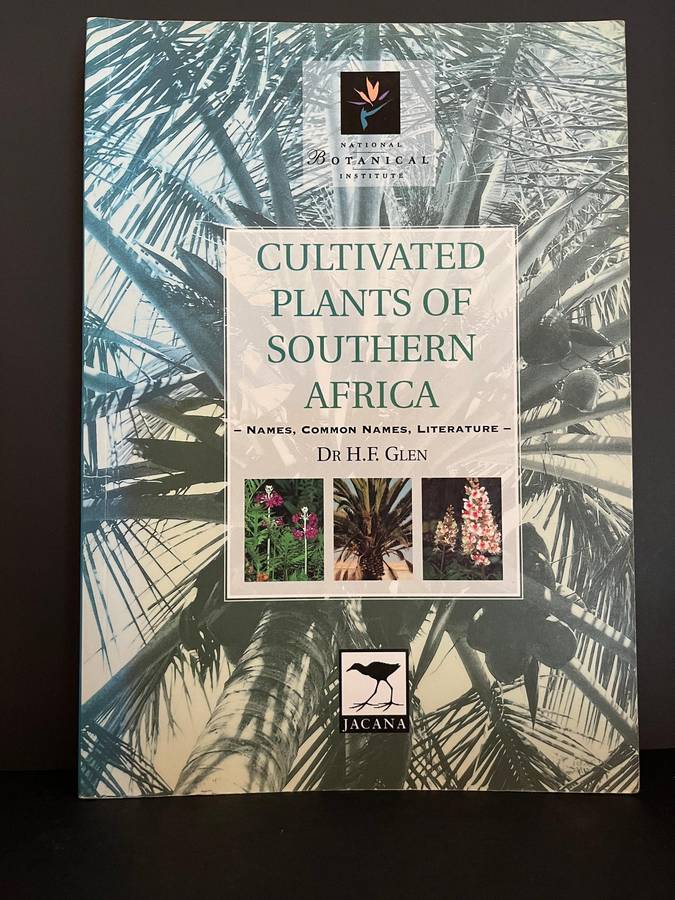 NATIONAL
BOTANICAL
INSTITUTE
CULTIVATED
PLANTS OF
SOUTHERN
AFRICA
– NAMES, COMMON NAMES, LITERATURE –
DR H.F. GLEN
JACANA